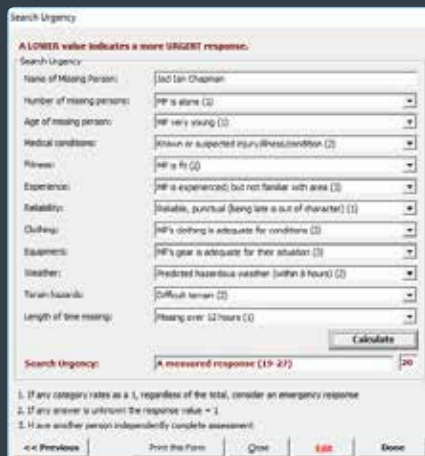 Search Urgency
A LOWER value indicates a more URGENT response.
Search Urgency
Name of Missing Person: Jad Ian Chapman
Number of missing persons: MP is alone (1)
Age of missing person: MP very young (1)
Medical conditions: Known or suspected injury/illness/condition (2)
Fitness: MP is fit (2)
Experience: MP is experienced, but not familiar with area (3)
Reliability: Reliable, punctual (being late is out of character) (1)
Clothing: MP's clothing is adequate for conditions (2)
Equipment: MP's gear is adequate for their situation (3)
Weather: Predicted hazardous weather (within 8 hours) (2)
Terrain hazards: Difficult terrain (2)
Length of time missing: Missing over 12 hours (1)
Calculate
Search Urgency: A measured response (19-27) 20
1. If any category rates as a 1, regardless of the total, consider an emergency response
2. If any answer is unknown the response value = 1
3. Have another person independently complete assessment
<< Previous Print this Form Close Edit Done